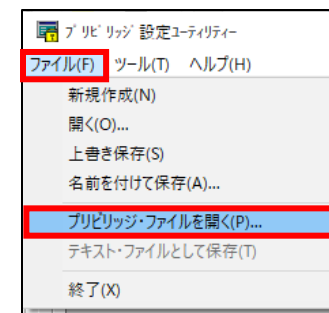 プリビリッジ 設定ユーティリティー
ファイル(F) ツール(T) ヘルプ(H)
新規作成(N)
開く(O)...
上書き保存(S)
名前を付けて保存(A)...
プリビリッジ・ファイルを開く(P)...
テキスト・ファイルとして保存(T)
終了(X)